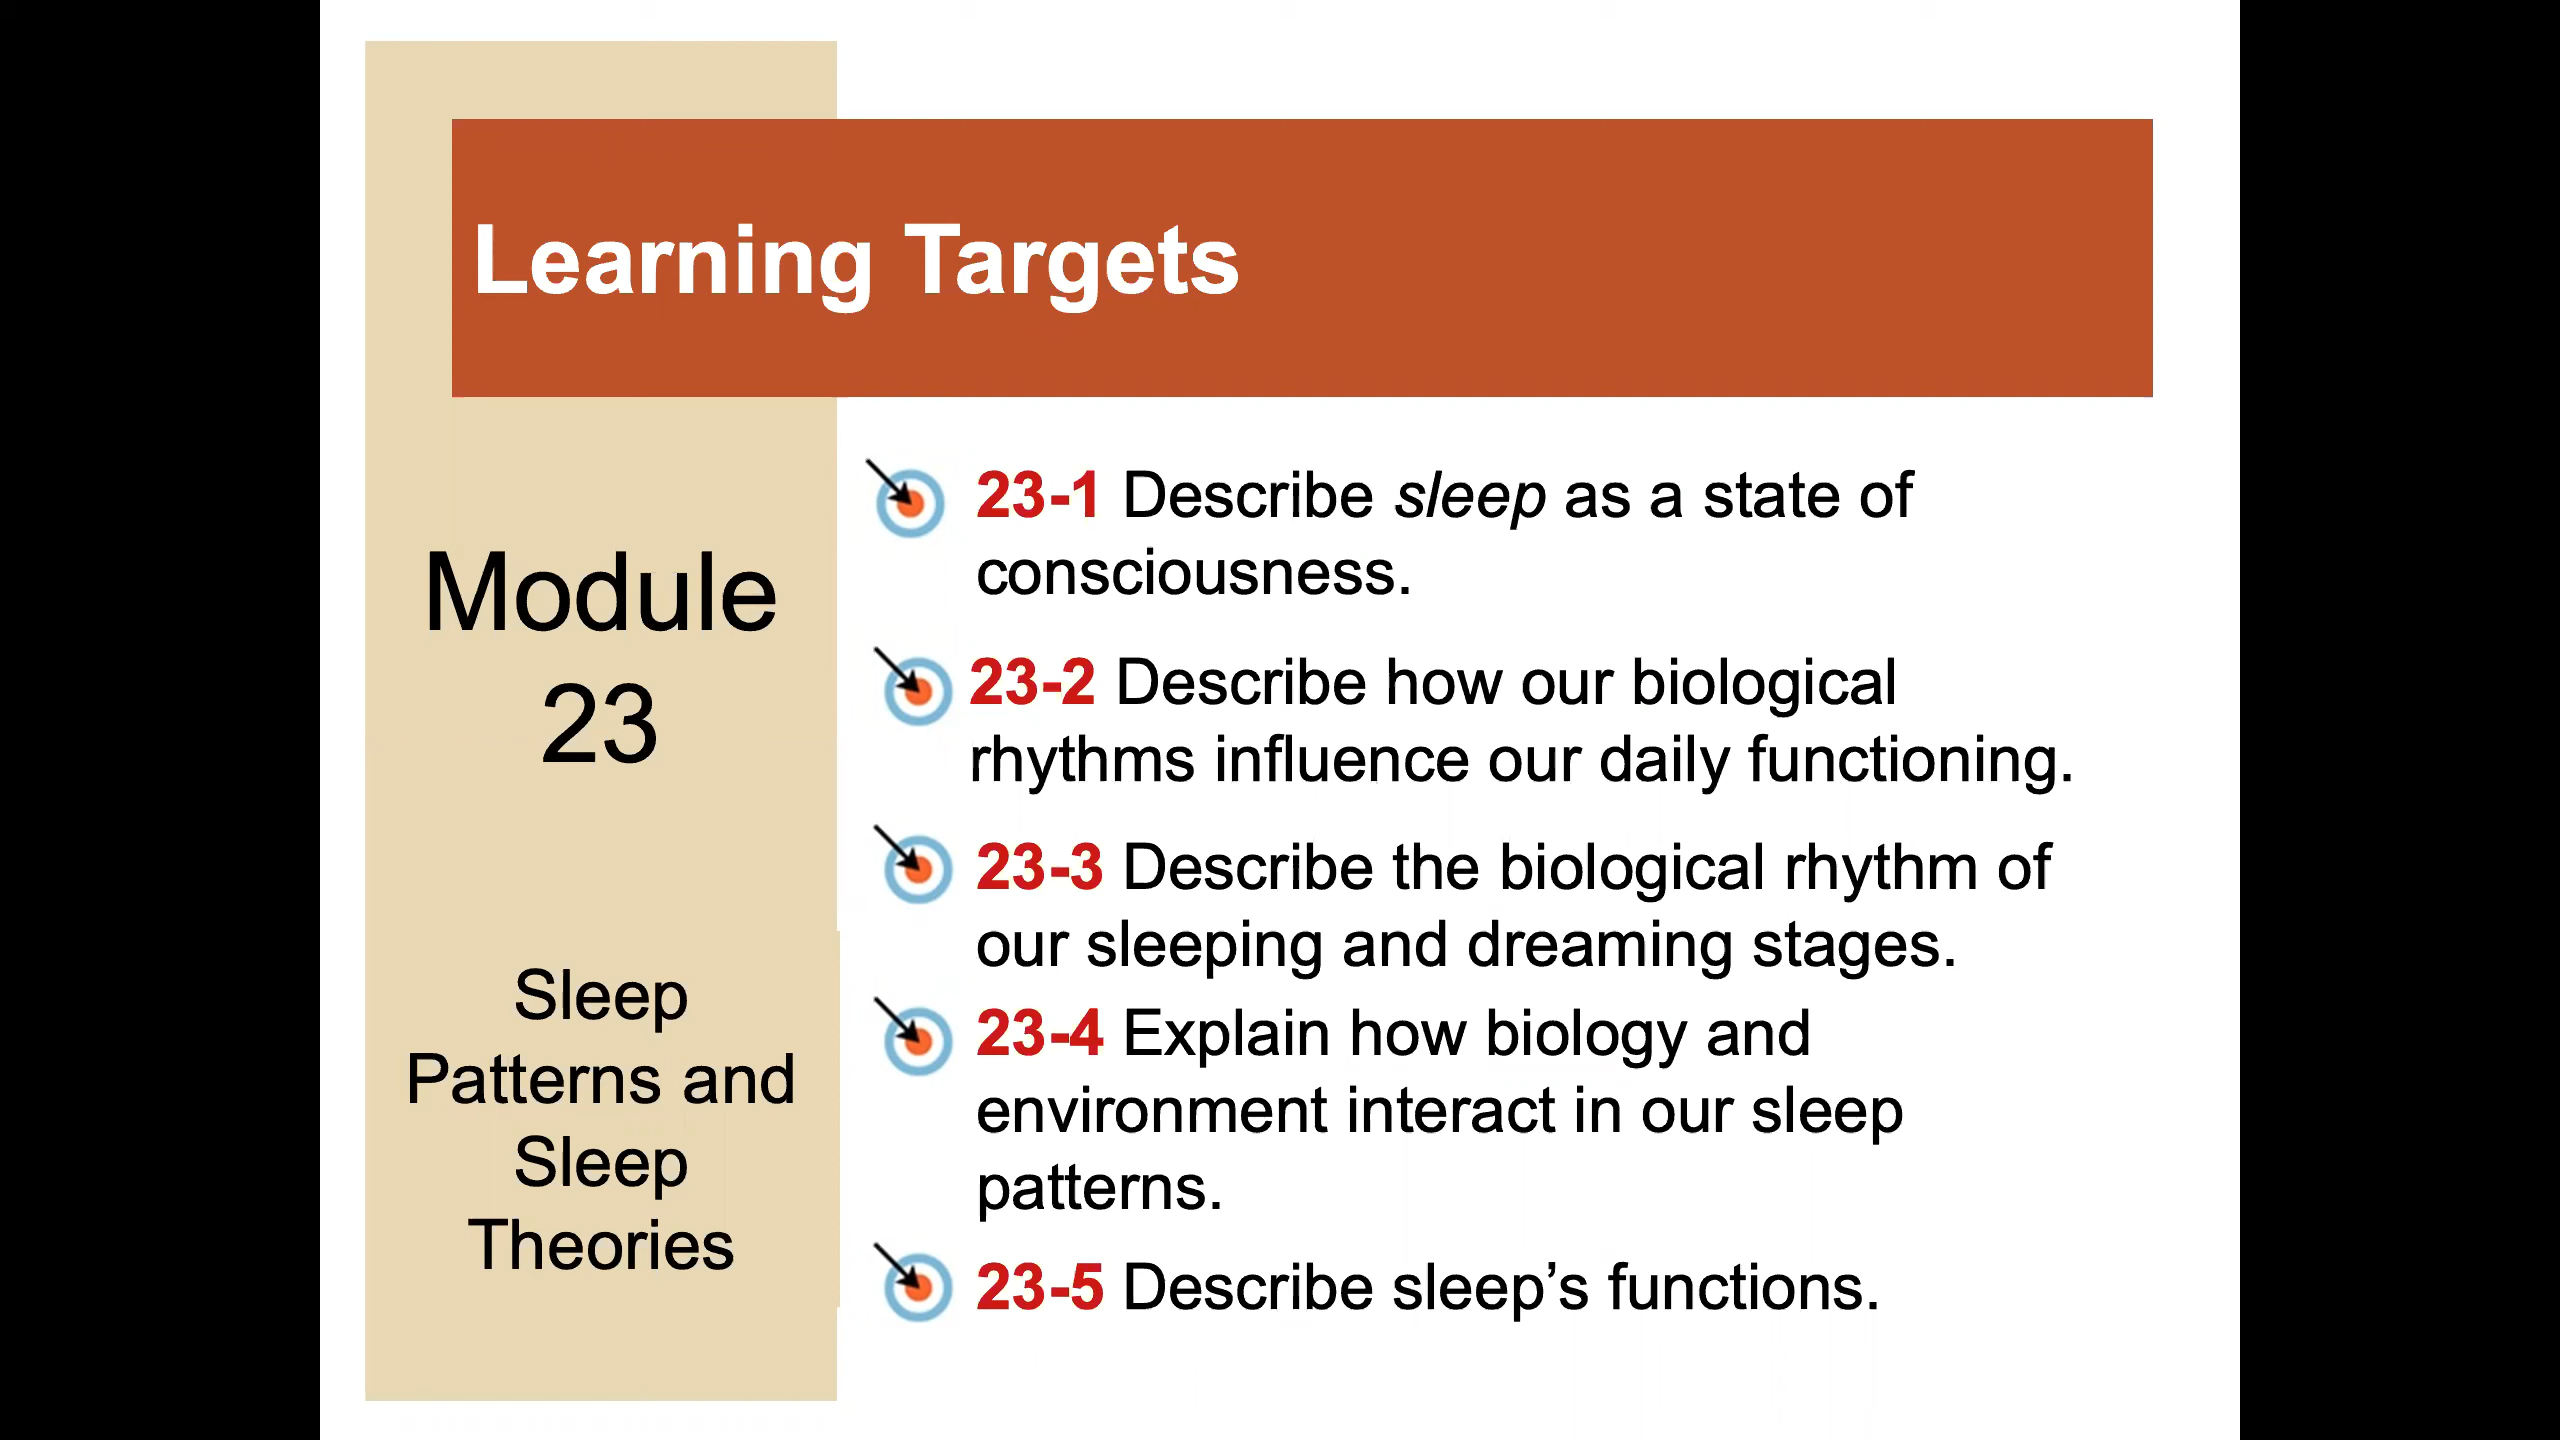 Learning Targets
Module
23
Sleep
Patterns and
Sleep
Theories
23-1 Describe sleep as a state of
consciousness.
23-2 Describe how our biological
rhythms influence our daily functioning.
23-3 Describe the biological rhythm of
our sleeping and dreaming stages.
23-4 Explain how biology and
environment interact in our sleep
patterns.
23-5 Describe sleep’s functions.